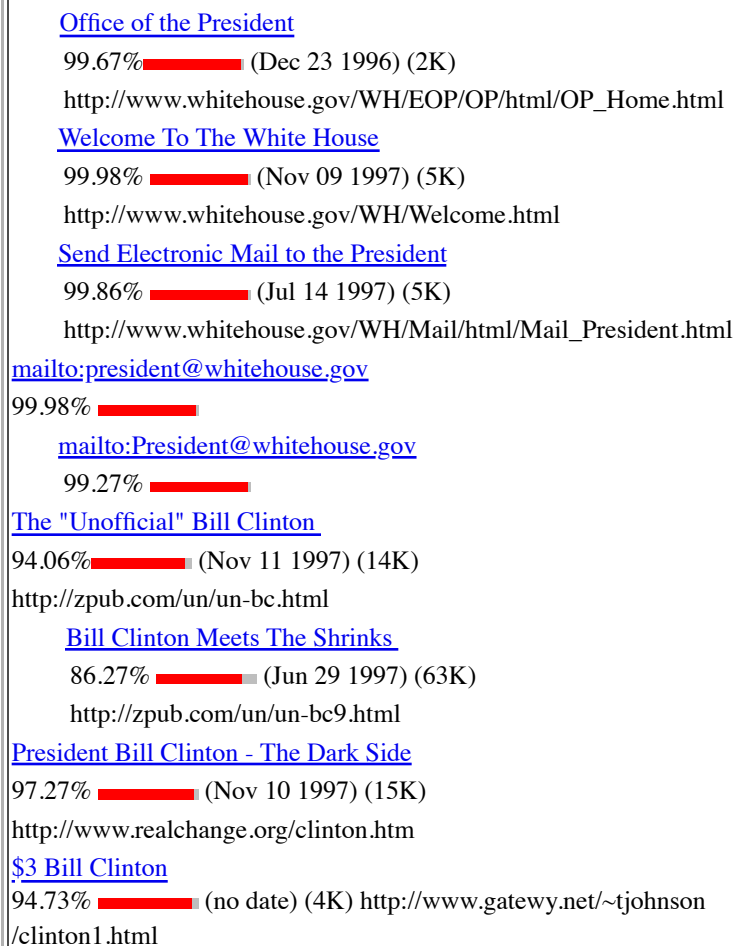 Office of the President
99.67% (Dec 23 1996) (2K)
http://www.whitehouse.gov/WH/EOP/OP/html/OP_Home.html
Welcome To The White House
99.98% (Nov 09 1997) (5K)
http://www.whitehouse.gov/WH/Welcome.html
Send Electronic Mail to the President
99.86% (Jul 14 1997) (5K)
http://www.whitehouse.gov/WH/Mail/html/Mail_President.html
mailto:president@whitehouse.gov
99.98%
mailto:President@whitehouse.gov
99.27%
The "Unofficial" Bill Clinton
94.06% (Nov 11 1997) (14K)
http://zpub.com/un/un-bc.html
Bill Clinton Meets The Shrinks
86.27% (Jun 29 1997) (63K)
http://zpub.com/un/un-bc9.html
President Bill Clinton - The Dark Side
97.27% (Nov 10 1997) (15K)
http://www.realchange.org/clinton.htm
$3 Bill Clinton
94.73% (no date) (4K) http://www.gatewy.net/~tjohnson
/clinton1.html